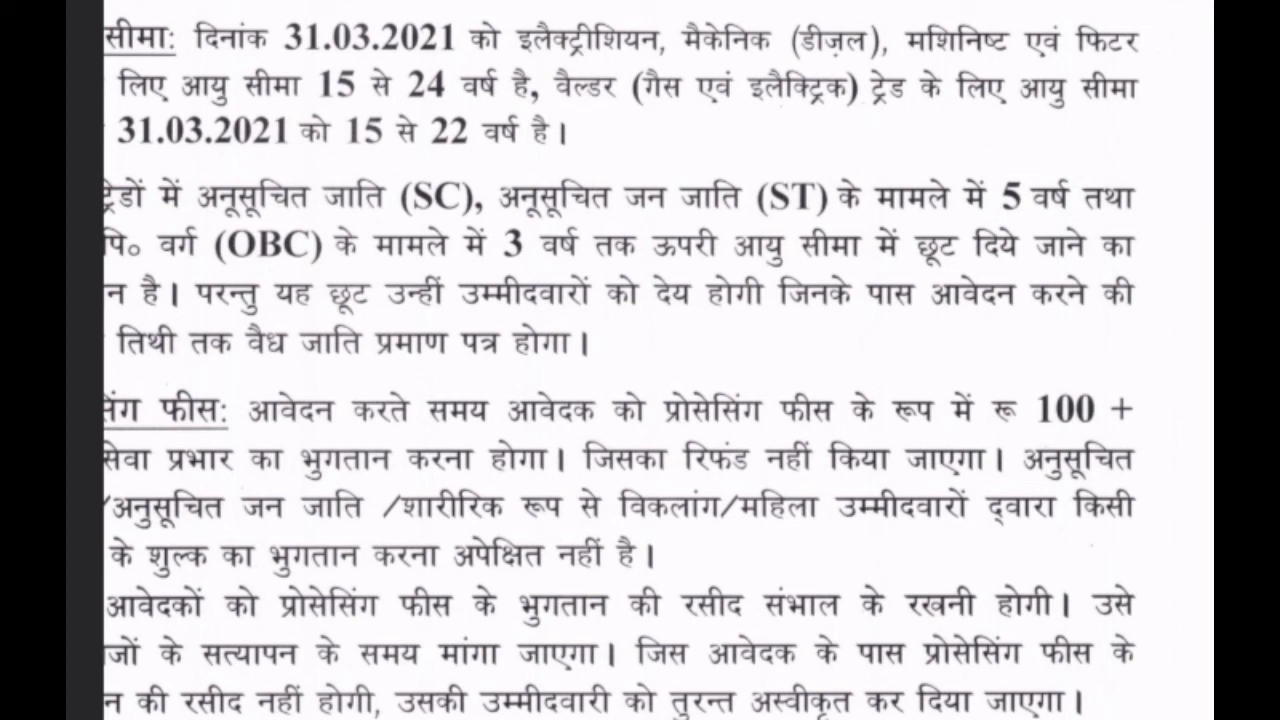 सीमा: दिनांक 31.03.2021 को इलैक्ट्रीशियन, मैकेनिक (डीज़ल), मशिनिष्ट एवं फिटर
लिए आयु सीमा 15 से 24 वर्ष है, वैल्डर (गैस एवं इलैक्ट्रिक) ट्रेड के लिए आयु सीमा
31.03.2021 को 15 से 22 वर्ष है।
ट्रेडों में अनूसूचित जाति (SC), अनूसूचित जन जाति (ST) के मामले में 5 वर्ष तथा
पि० वर्ग (OBC) के मामले में 3 वर्ष तक ऊपरी आयु सीमा में छूट दिये जाने का
न है। परन्तु यह छूट उन्हीं उम्मीदवारों को देय होगी जिनके पास आवेदन करने की
तिथी तक वैध जाति प्रमाण पत्र होगा।
सिंग फीस: आवेदन करते समय आवेदक को प्रोसेसिंग फीस के रूप में रू 100 +
सेवा प्रभार का भुगतान करना होगा। जिसका रिफंड नहीं किया जाएगा। अनुसूचित
/अनुसूचित जन जाति /शारीरिक रूप से विकलांग/महिला उम्मीदवारों द्वारा किसी
के शुल्क का भुगतान करना अपेक्षित नहीं है।
आवेदकों को प्रोसेसिंग फीस के भुगतान की रसीद संभाल के रखनी होगी। उसे
जों के सत्यापन के समय मांगा जाएगा। जिस आवेदक के पास प्रोसेसिंग फीस के
न की रसीद नहीं होगी, उसकी उम्मीदवारी को तुरन्त अस्वीकृत कर दिया जाएगा।